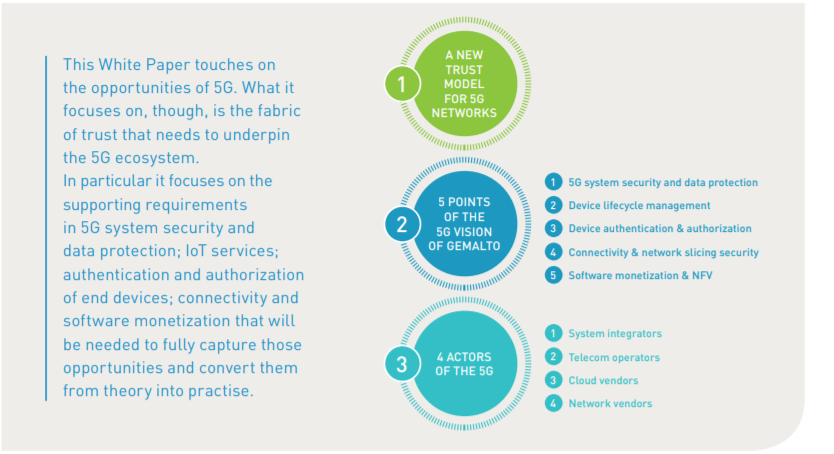 This White Paper touches on
the opportunities of 5G. What it
focuses on, though, is the fabric
of trust that needs to underpin
the 5G ecosystem.
In particular it focuses on the
supporting requirements
in 5G system security and
data protection; IoT services;
authentication and authorization
of end devices; connectivity and
software monetization that will
be needed to fully capture those
opportunities and convert them
from theory into practise.
1
A NEW
TRUST
MODEL
FOR 5G
NETWORKS
2
5 POINTS
OF THE
5G VISION
OF GEMALTO
1 5G system security and data protection
2 Device lifecycle management
3 Device authentication & authorization
4 Connectivity & network slicing security
5 Software monetization & NFV
3
4 ACTORS
OF THE 5G
1 System integrators
2 Telecom operators
3 Cloud vendors
4 Network vendors